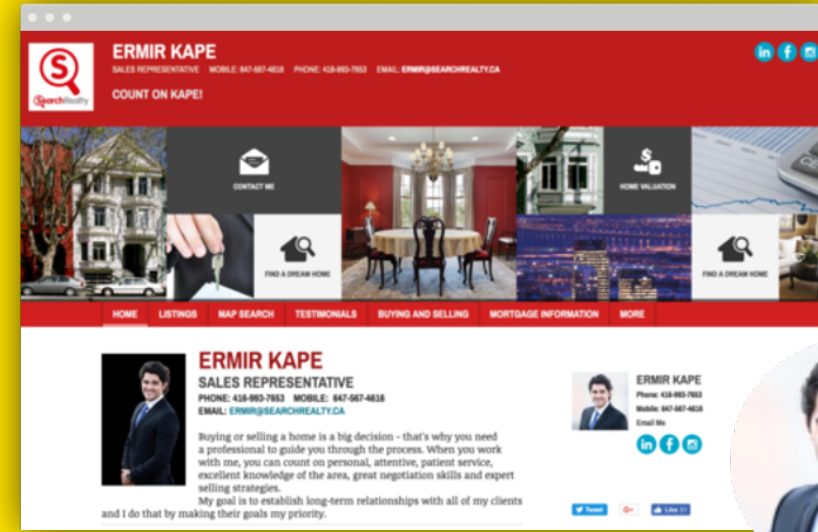 ERMIR KAPE
SALES REPRESENTATIVE MOBILE: 647-567-4616 PHONE: 416-993-7653 EMAIL: ERMIR@SEARCHREALTY.CA
COUNT ON KAPE!
SearchRealty
CONTACT ME
HOME VALUATION
FIND A DREAM HOME
FIND A DREAM HOME
HOME LISTINGS MAP SEARCH TESTIMONIALS BUYING AND SELLING MORTGAGE INFORMATION MORE
ERMIR KAPE
SALES REPRESENTATIVE
PHONE: 416-993-7653 MOBILE: 647-567-4616
EMAIL: ERMIR@SEARCHREALTY.CA
Buying or selling a home is a big decision - that's why you need
a professional to guide you through the process. When you work
with me, you can count on personal, attentive, patient service,
excellent knowledge of the area, great negotiation skills and expert
selling strategies.
My goal is to establish long-term relationships with all of my clients
and I do that by making their goals my priority.
ERMIR KAPE
Phone: 416-993-7653
Mobile: 647-567-4616
Email Me
Tweet G+ Like